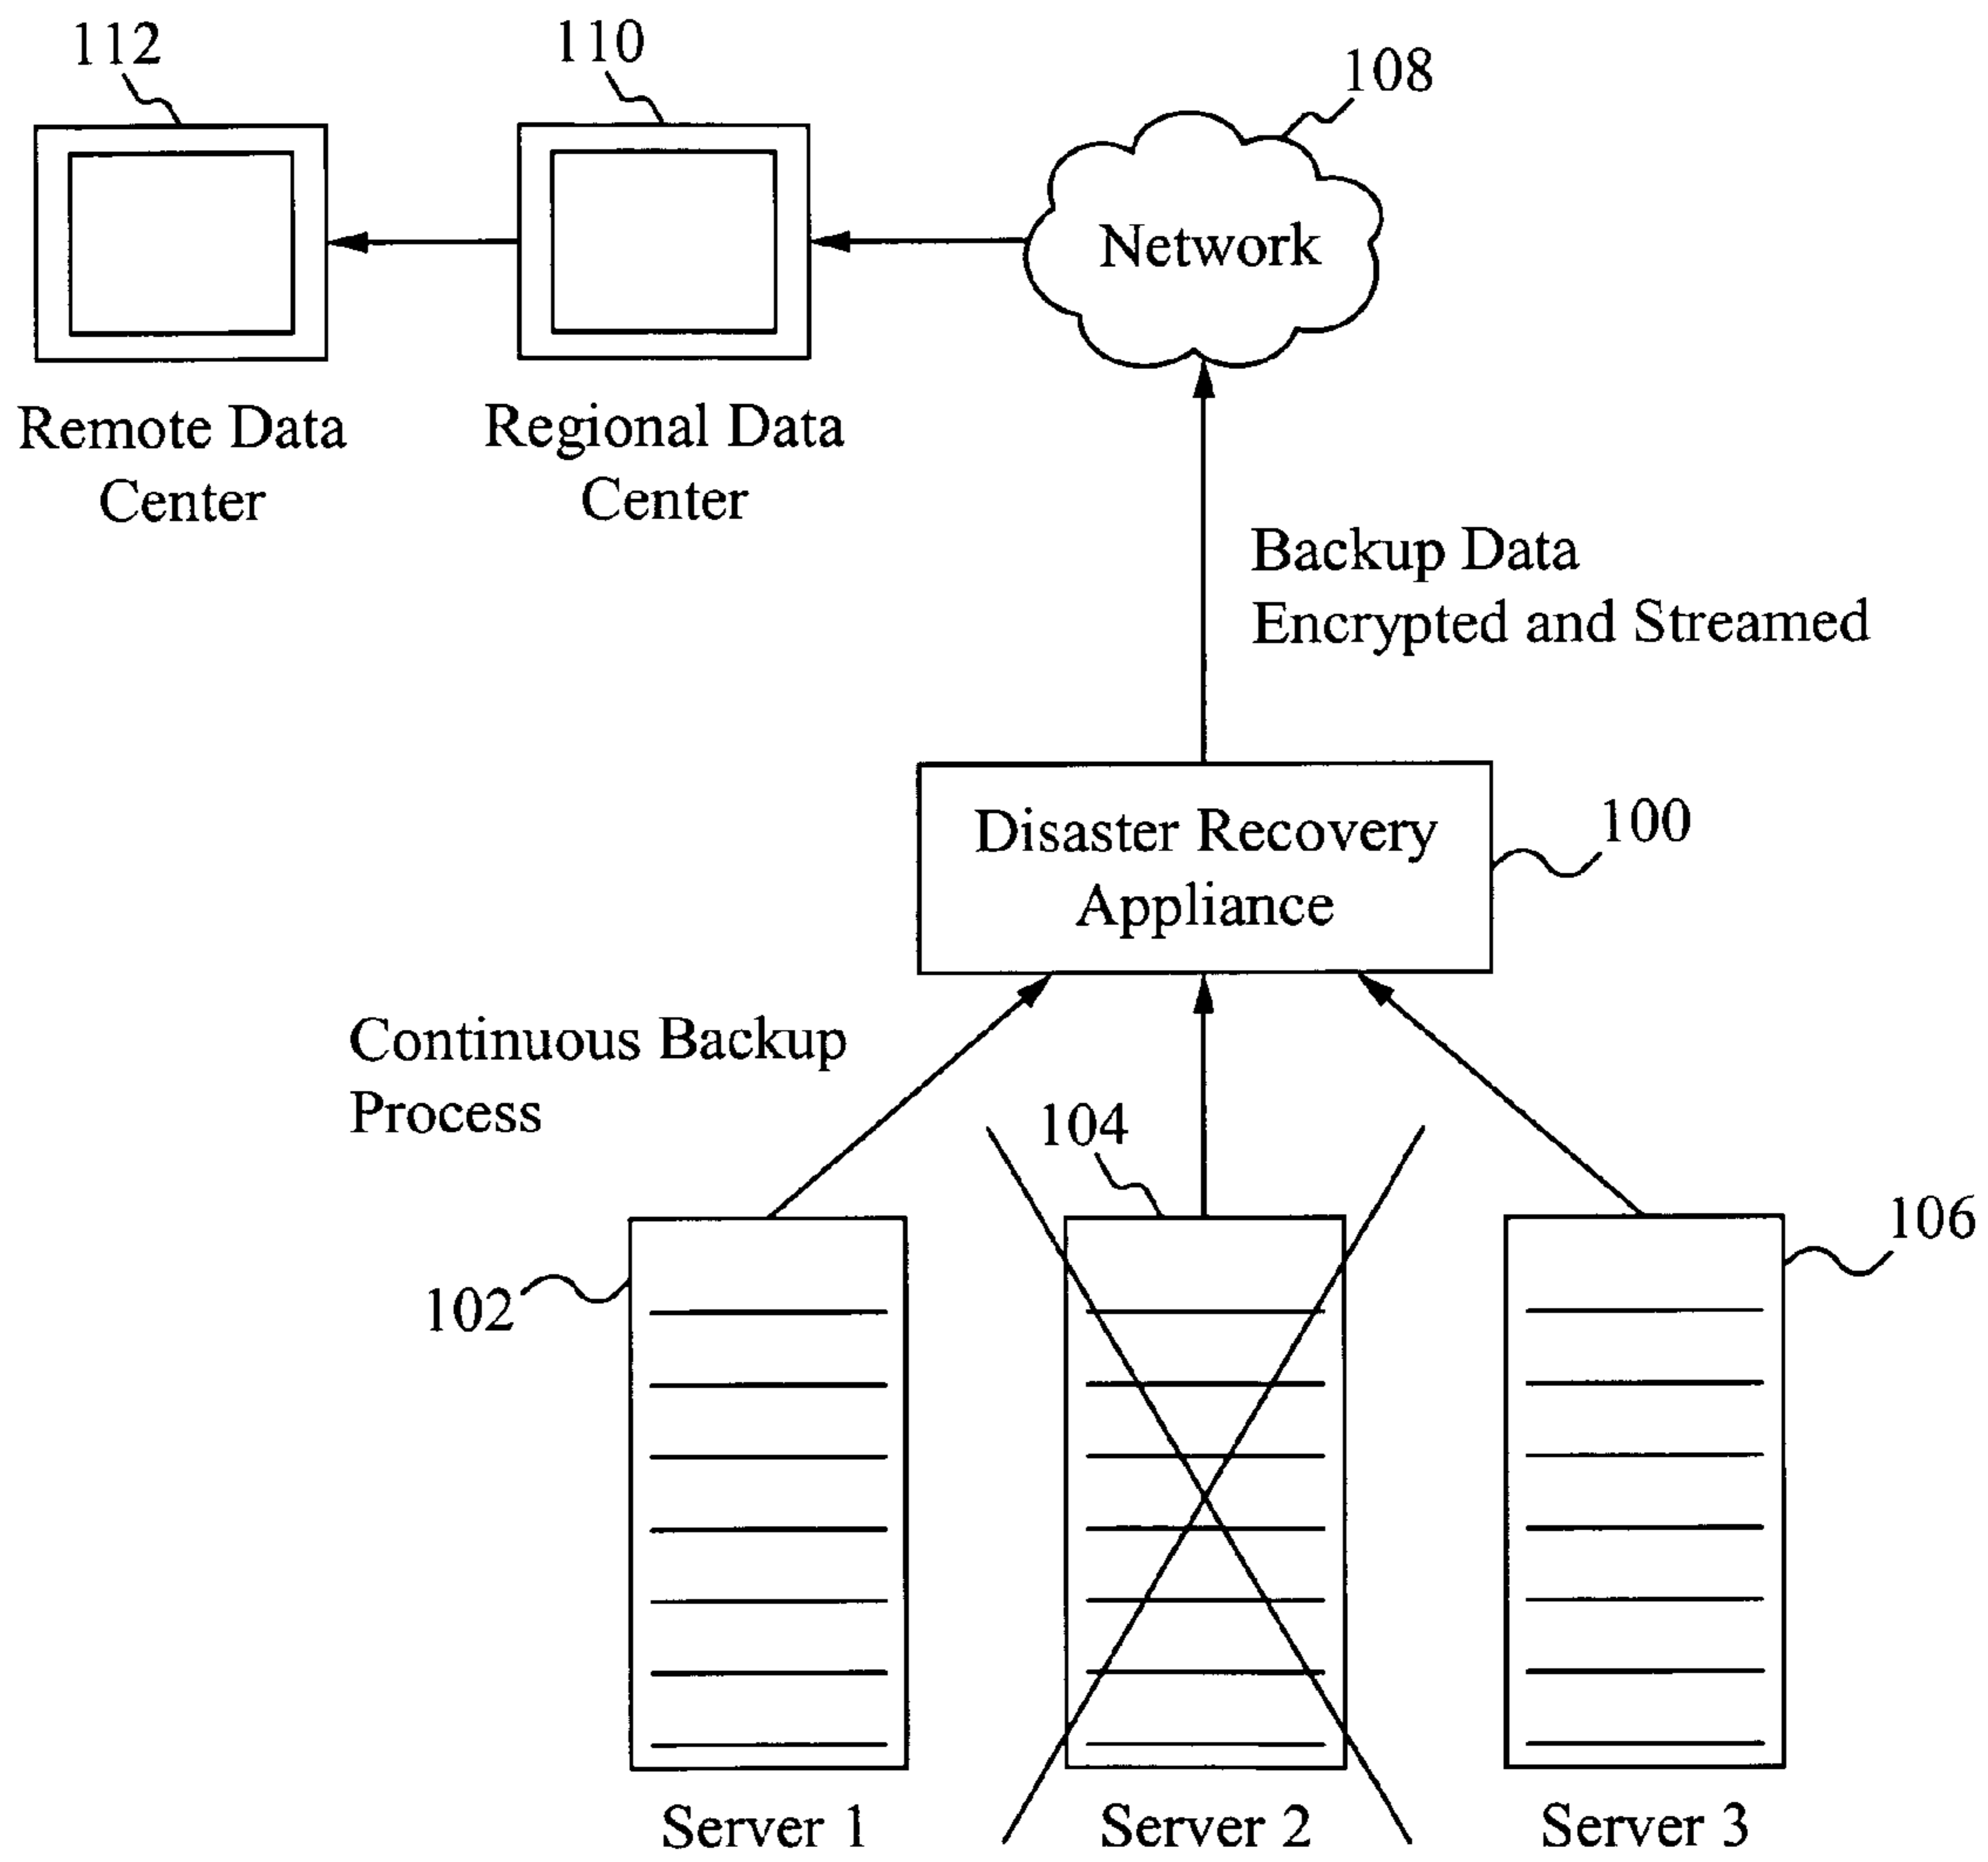 112
110
108
Network
Remote Data
Center
Regional Data
Center
Backup Data
Encrypted and Streamed
Disaster Recovery
Appliance
100
Continuous Backup
Process
104
102
106
Server 1
Server 2
Server 3